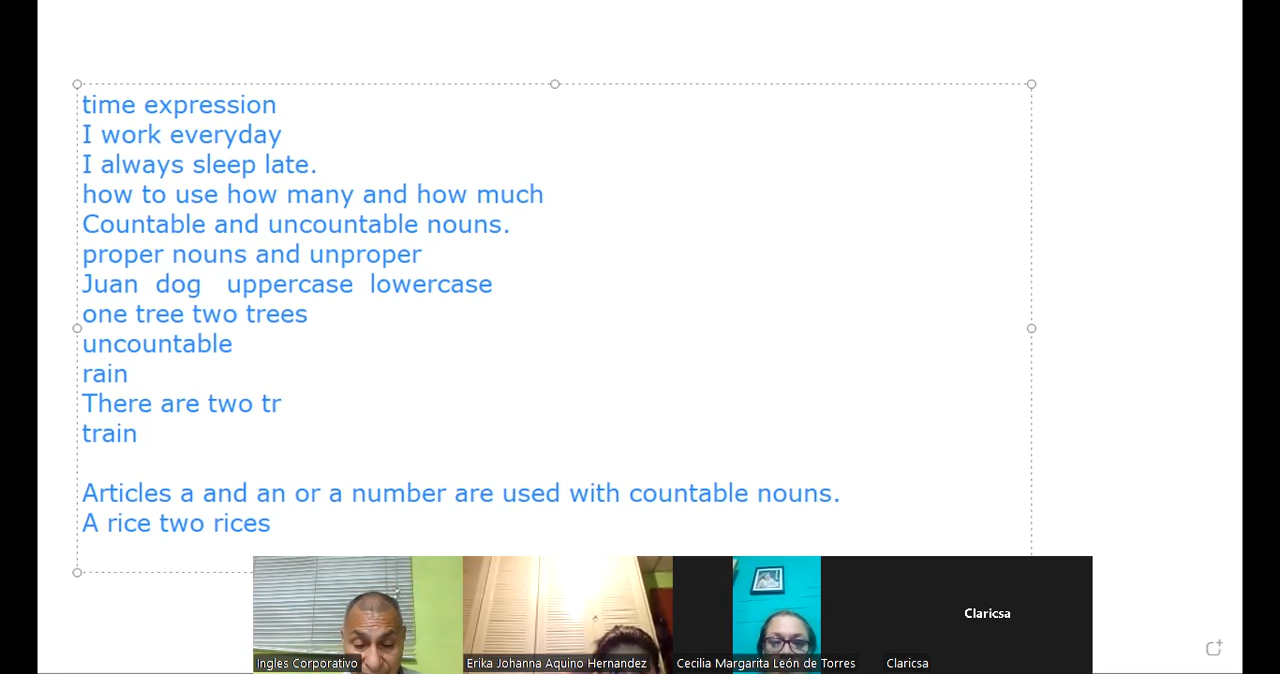 time expression
I work everyday
I always sleep late.
how to use how many and how much
Countable and uncountable nouns.
proper nouns and unproper
Juan dog uppercase lowercase
one tree two trees
uncountable
rain
There are two tr
train
Articles a and an or a number are used with countable nouns.
A rice two rices
Claricsa
Ingles Corporativo
Erika Johanna Aquino Hernandez
Cecilia Margarita León de Torres
Claricsa